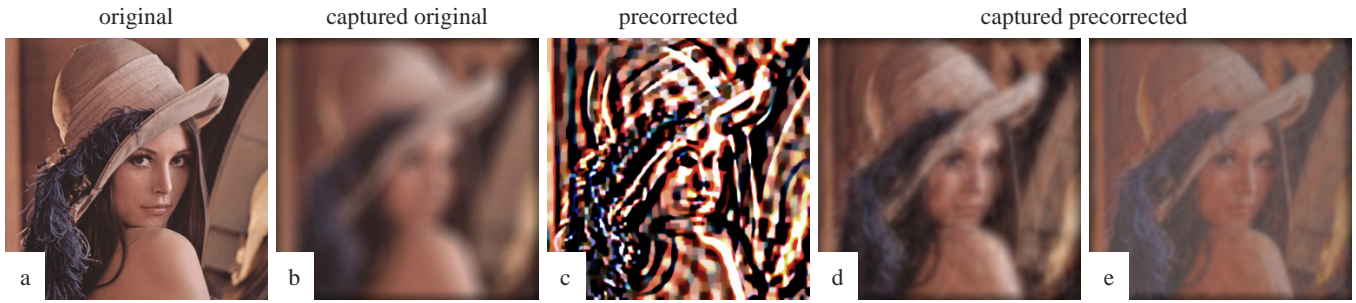 original
captured original
precorrected
captured precorrected
a
b
c
d
e